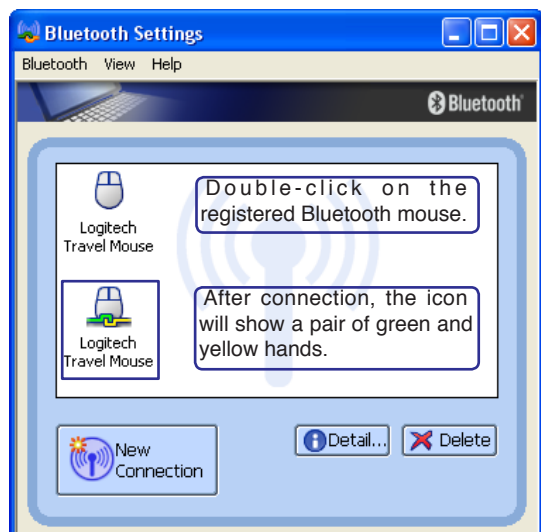 Bluetooth Settings
Bluetooth View Help
Bluetooth
Logitech
Travel Mouse
Double-click on the
registered Bluetooth mouse.
Logitech
Travel Mouse
After connection, the icon
will show a pair of green and
yellow hands.
New
Connection
Detail...
Delete